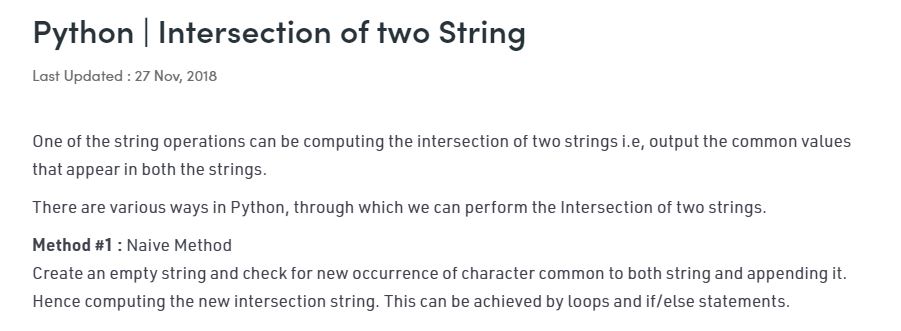 Python | Intersection of two String
Last Updated : 27 Nov, 2018
One of the string operations can be computing the intersection of two strings i.e, output the common values
that appear in both the strings.
There are various ways in Python, through which we can perform the Intersection of two strings.
Method #1 : Naive Method
Create an empty string and check for new occurrence of character common to both string and appending it.
Hence computing the new intersection string. This can be achieved by loops and if/else statements.